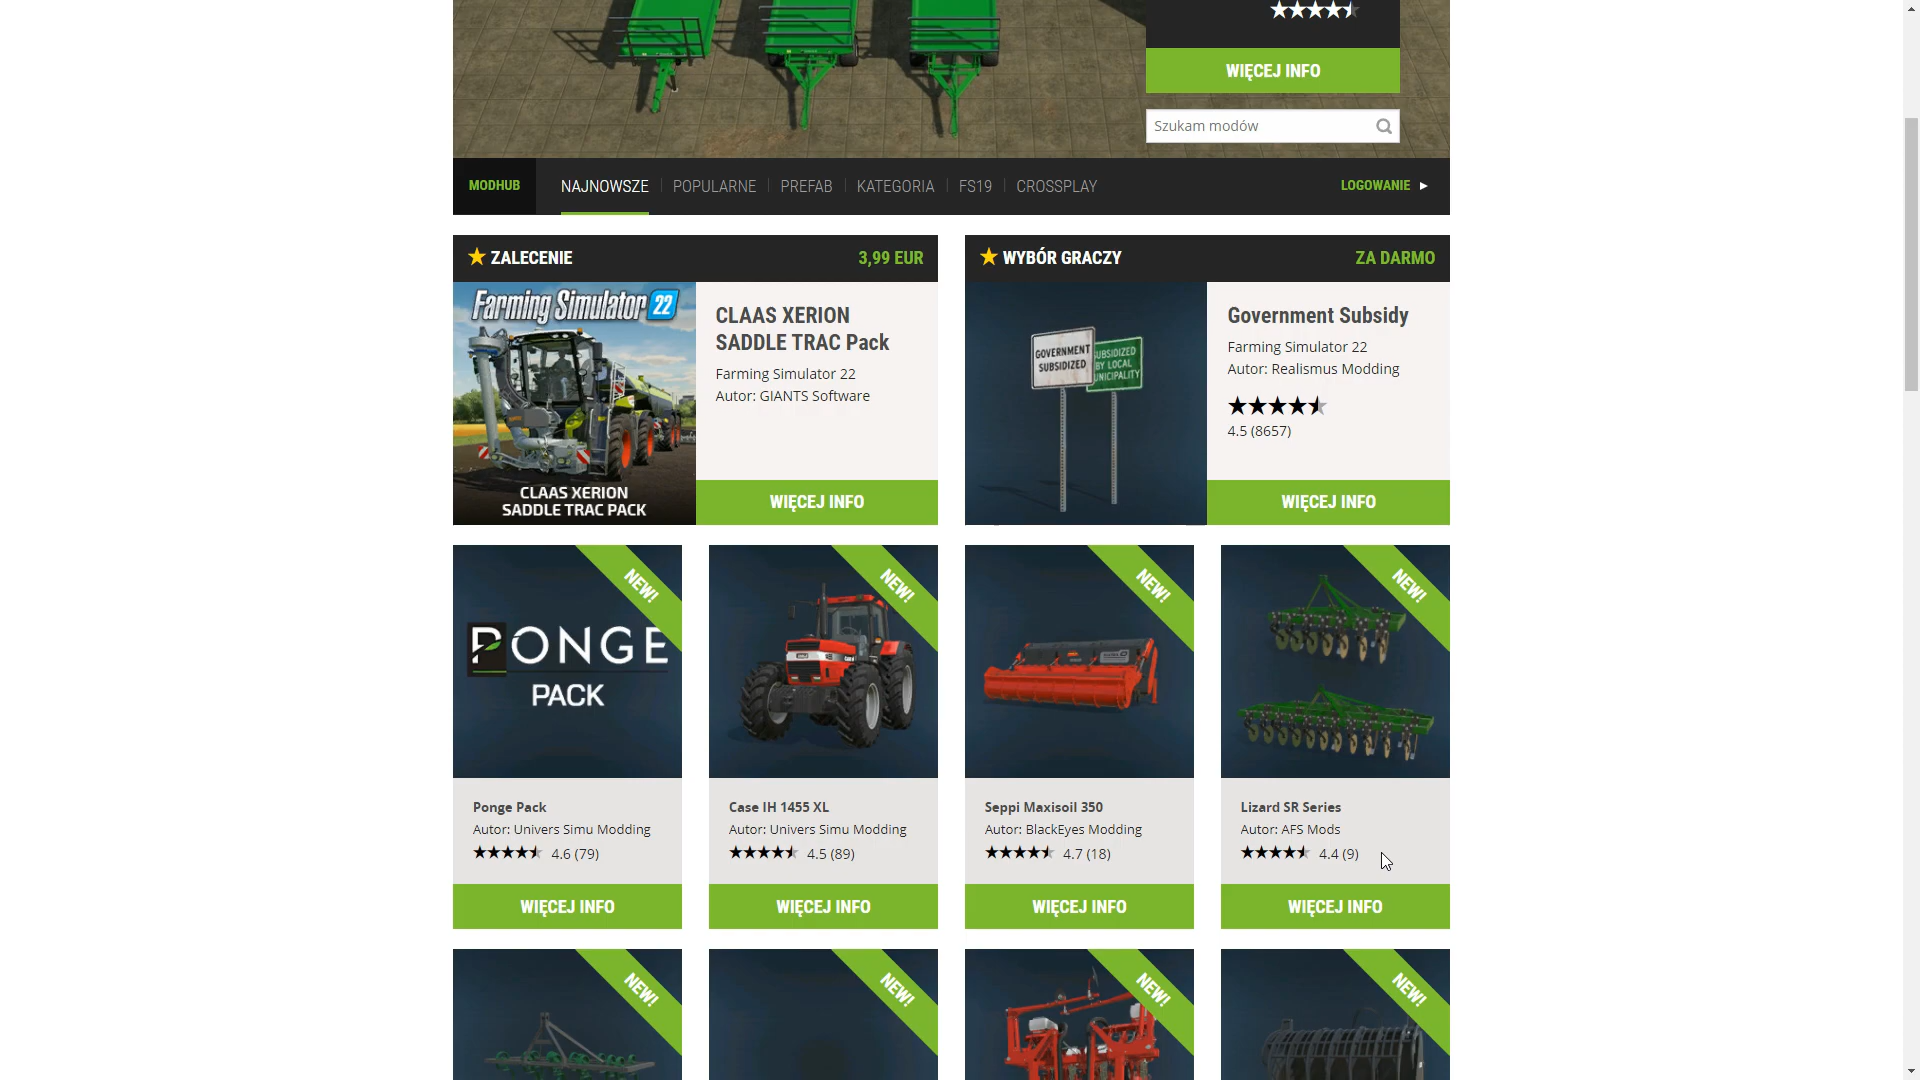 WIĘCEJ INFO
Szukam modów
MODHUB
NAJNOWSZE
POPULARNE
PREFAB
KATEGORIA
FS19
CROSSPLAY
LOGOWANIE
ZALECENIE
3,99 EUR
WYBÓR GRACZY
ZA DARMO
Farming Simulator 22
CLAAS XERION
SADDLE TRAC PACK
CLAAS XERION
SADDLE TRAC Pack
Farming Simulator 22
Autor: GIANTS Software
WIĘCEJ INFO
GOVERNMENT
SUBSIDIZED
SUBSIDIZED
BY LOCAL
MUNICIPALITY
Government Subsidy
Farming Simulator 22
Autor: Realismus Modding
4.5 (8657)
WIĘCEJ INFO
NEW!
PONGE
PACK
Ponge Pack
Autor: Univers Simu Modding
4.6 (79)
WIĘCEJ INFO
NEW!
Case IH 1455 XL
Autor: Univers Simu Modding
4.5 (89)
WIĘCEJ INFO
NEW!
Seppi Maxisoil 350
Autor: BlackEyes Modding
4.7 (18)
WIĘCEJ INFO
NEW!
Lizard SR Series
Autor: AFS Mods
4.4 (9)
WIĘCEJ INFO
NEW!
NEW!
NEW!
NEW!